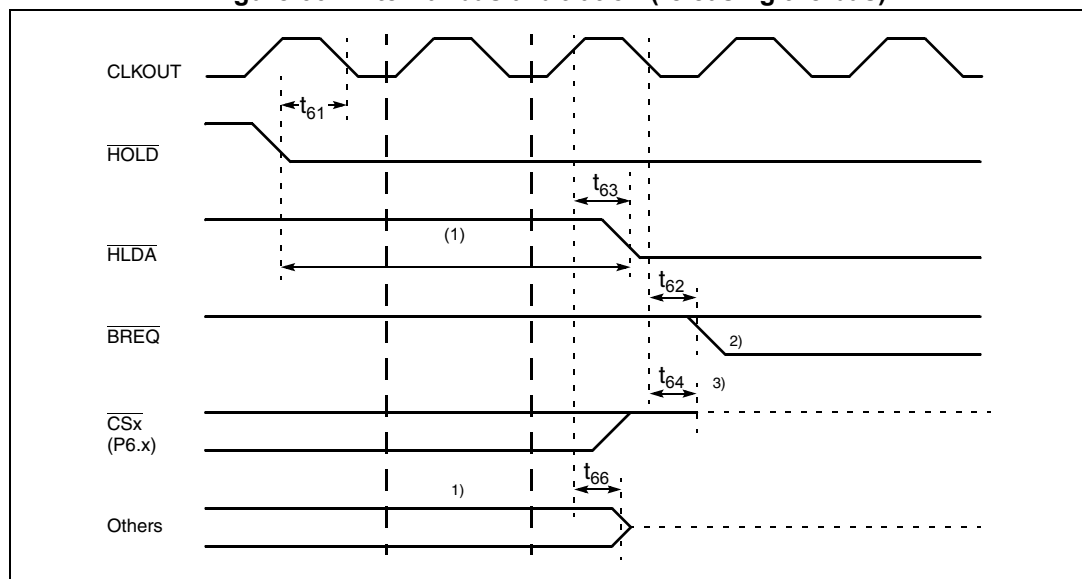 CLKOUT
t61
HOLD
t63
(1)
HLDA
t62
BREQ
2)
t64
3)
CSx
(P6.x)
t66
1)
Others